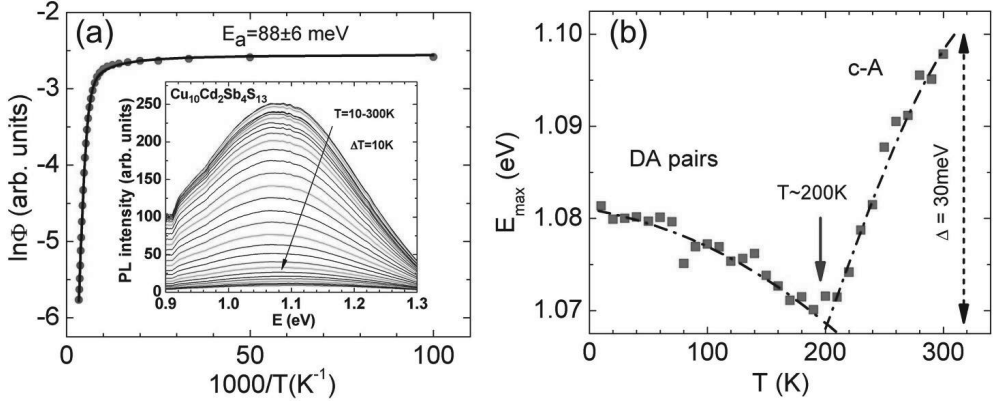 (a)
E_a=88±6 meV
lnΦ (arb. units)
-2
-3
-4
-5
-6
0
50
100
1000/T(K^-1)
Cu10Cd2Sb4S13
T=10-300K
ΔT=10K
PL intensity (arb. units)
250
200
150
100
50
0
0.9
1.0
1.1
1.2
1.3
E (eV)
(b)
E_max (eV)
1.10
1.09
1.08
1.07
0
100
200
300
T (K)
DA pairs
c-A
T~200K
Δ = 30meV